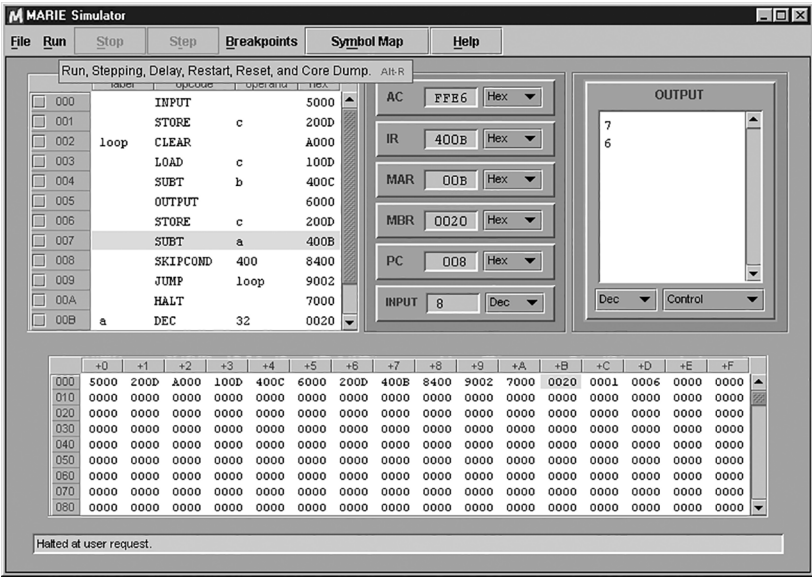 MARIE Simulator
File Run Stop Step Breakpoints Symbol Map Help
Run, Stepping, Delay, Restart, Reset, and Core Dump. Alt-R
label opcode operand hex
000 INPUT 5000
001 STORE c 200D
002 loop CLEAR A000
003 LOAD c 100D
004 SUBT b 400C
005 OUTPUT 6000
006 STORE c 200D
007 SUBT a 400B
008 SKIPCOND 400 8400
009 JUMP loop 9002
00A HALT 7000
00B a DEC 32 0020
AC FFE6 Hex
IR 400B Hex
MAR 00B Hex
MBR 0020 Hex
PC 008 Hex
INPUT 8 Dec
OUTPUT
7
6
Dec Control
+0 +1 +2 +3 +4 +5 +6 +7 +8 +9 +A +B +C +D +E +F
000 5000 200D A000 100D 400C 6000 200D 400B 8400 9002 7000 0020 0001 0006 0000 0000
010 0000 0000 0000 0000 0000 0000 0000 0000 0000 0000 0000 0000 0000 0000 0000 0000
020 0000 0000 0000 0000 0000 0000 0000 0000 0000 0000 0000 0000 0000 0000 0000 0000
030 0000 0000 0000 0000 0000 0000 0000 0000 0000 0000 0000 0000 0000 0000 0000 0000
040 0000 0000 0000 0000 0000 0000 0000 0000 0000 0000 0000 0000 0000 0000 0000 0000
050 0000 0000 0000 0000 0000 0000 0000 0000 0000 0000 0000 0000 0000 0000 0000 0000
060 0000 0000 0000 0000 0000 0000 0000 0000 0000 0000 0000 0000 0000 0000 0000 0000
070 0000 0000 0000 0000 0000 0000 0000 0000 0000 0000 0000 0000 0000 0000 0000 0000
080 0000 0000 0000 0000 0000 0000 0000 0000 0000 0000 0000 0000 0000 0000 0000 0000
Halted at user request.